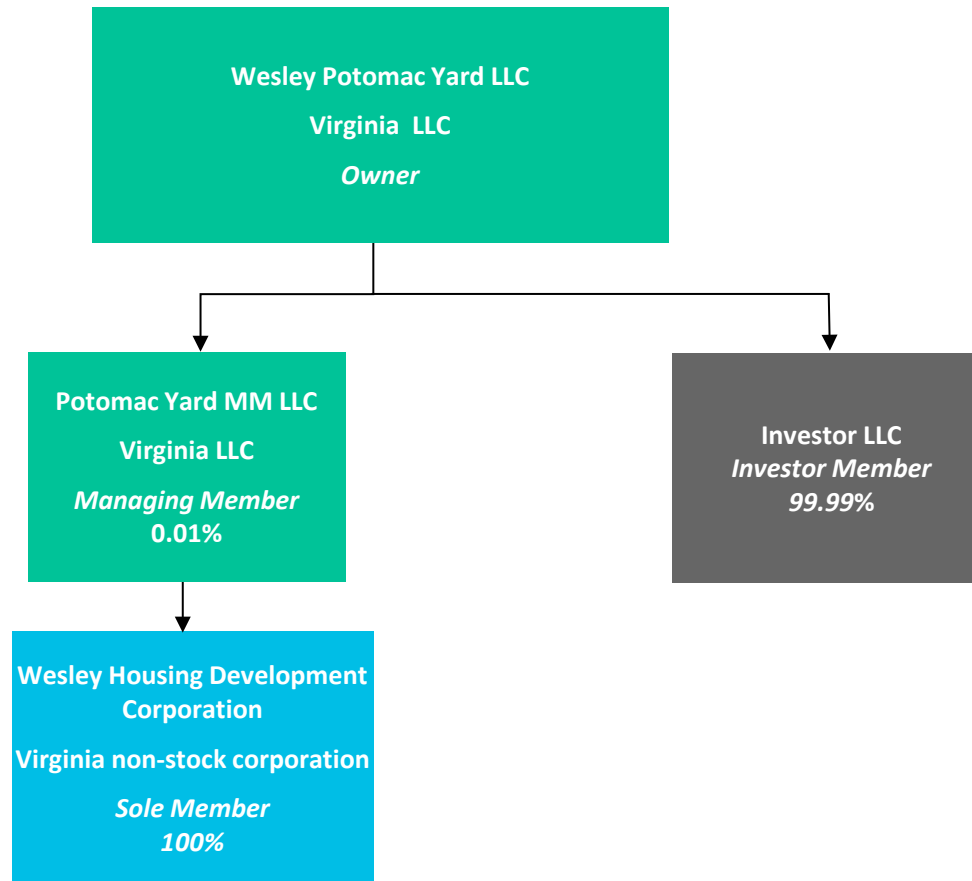 Wesley Potomac Yard LLC
Virginia  LLC
Owner
Potomac Yard MM LLC
Virginia LLC
Managing Member
0.01%
Investor LLC
Investor Member
99.99%
Wesley Housing Development
Corporation
Virginia non-stock corporation
Sole Member
100%